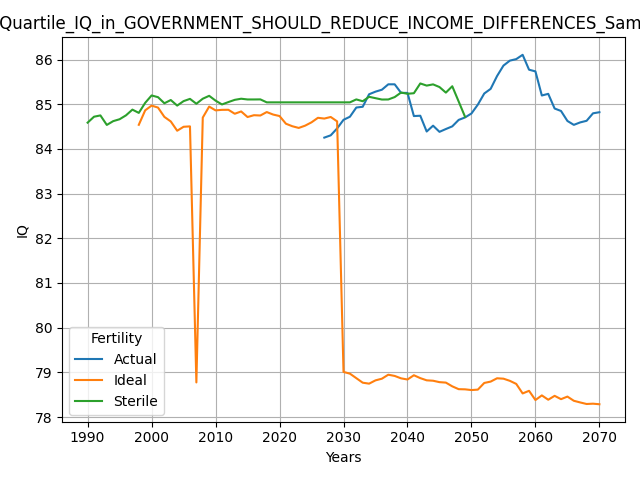 Quartile_IQ_in_GOVERNMENT_SHOULD_REDUCE_INCOME_DIFFERENCES_Sam
86
85
84
83
82
81
80
79
78
IQ
Fertility
Actual
Ideal
Sterile
1990 2000 2010 2020 2030 2040 2050 2060 2070
Years